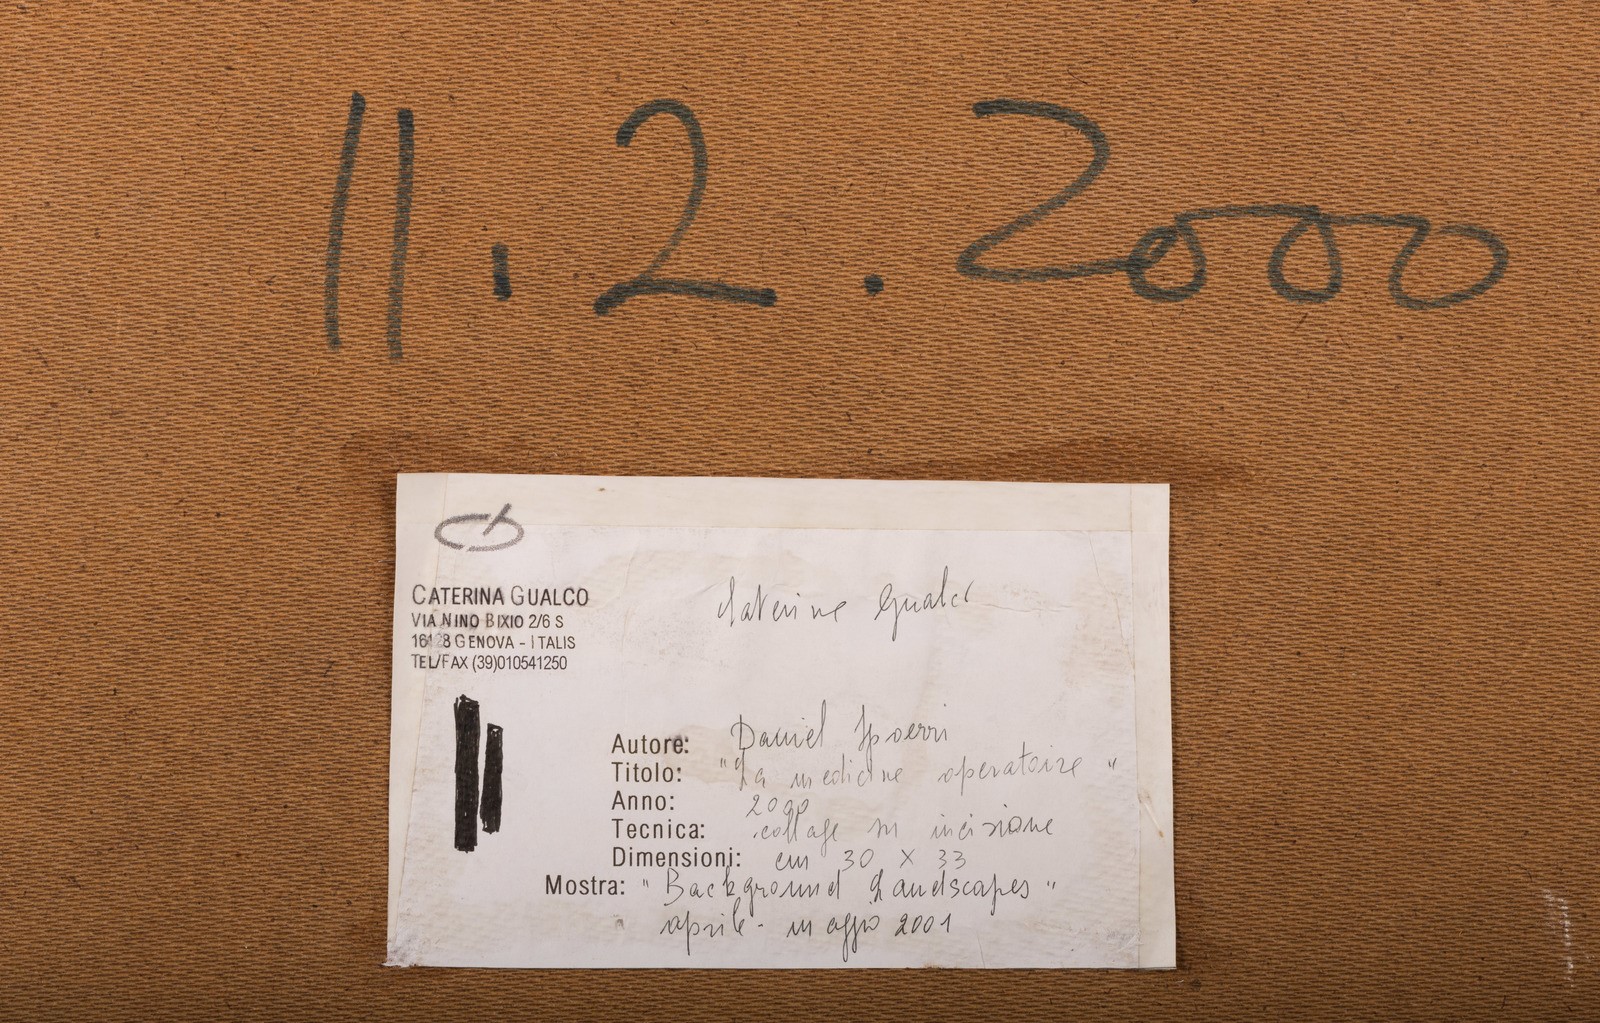 11.2.2000
CATERINA GUALCO
VIA NINO BIXIO 2/6 S
16128 GENOVA - ITALIS
TEL/FAX (39)010541250
Caterina Gualco
Autore: Daniel Spoerri
Titolo: "La medicine operatoire"
Anno: 2000
Tecnica: collage su incisione
Dimensioni: cm 30 X 33
Mostra: "Background Landscapes"
aprile - maggio 2001